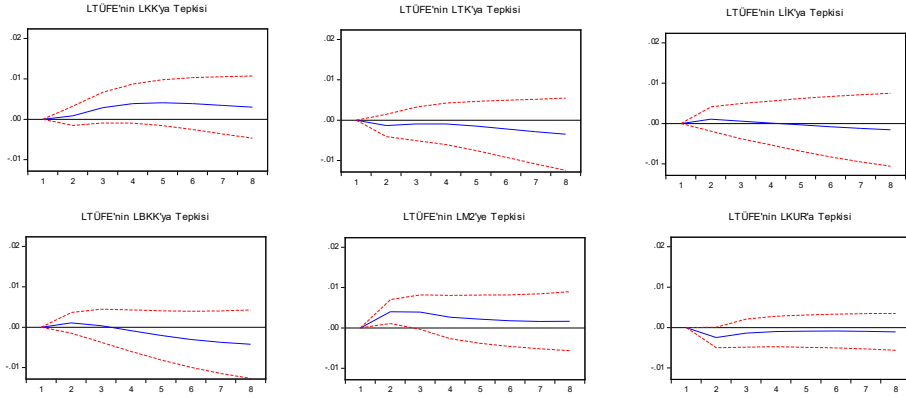 LTÜFE'nin LKK'ya Tepkisi
.02
.01
.00
-.01
1 2 3 4 5 6 7 8
LTÜFE'nin LTK'ya Tepkisi
.02
.01
.00
-.01
1 2 3 4 5 6 7 8
LTÜFE'nin LİK'ya Tepkisi
.02
.01
.00
-.01
1 2 3 4 5 6 7 8
LTÜFE'nin LBKK'ya Tepkisi
.02
.01
.00
-.01
1 2 3 4 5 6 7 8
LTÜFE'nin LM2'ye Tepkisi
.02
.01
.00
-.01
1 2 3 4 5 6 7 8
LTÜFE'nin LKUR'a Tepkisi
.02
.01
.00
-.01
1 2 3 4 5 6 7 8